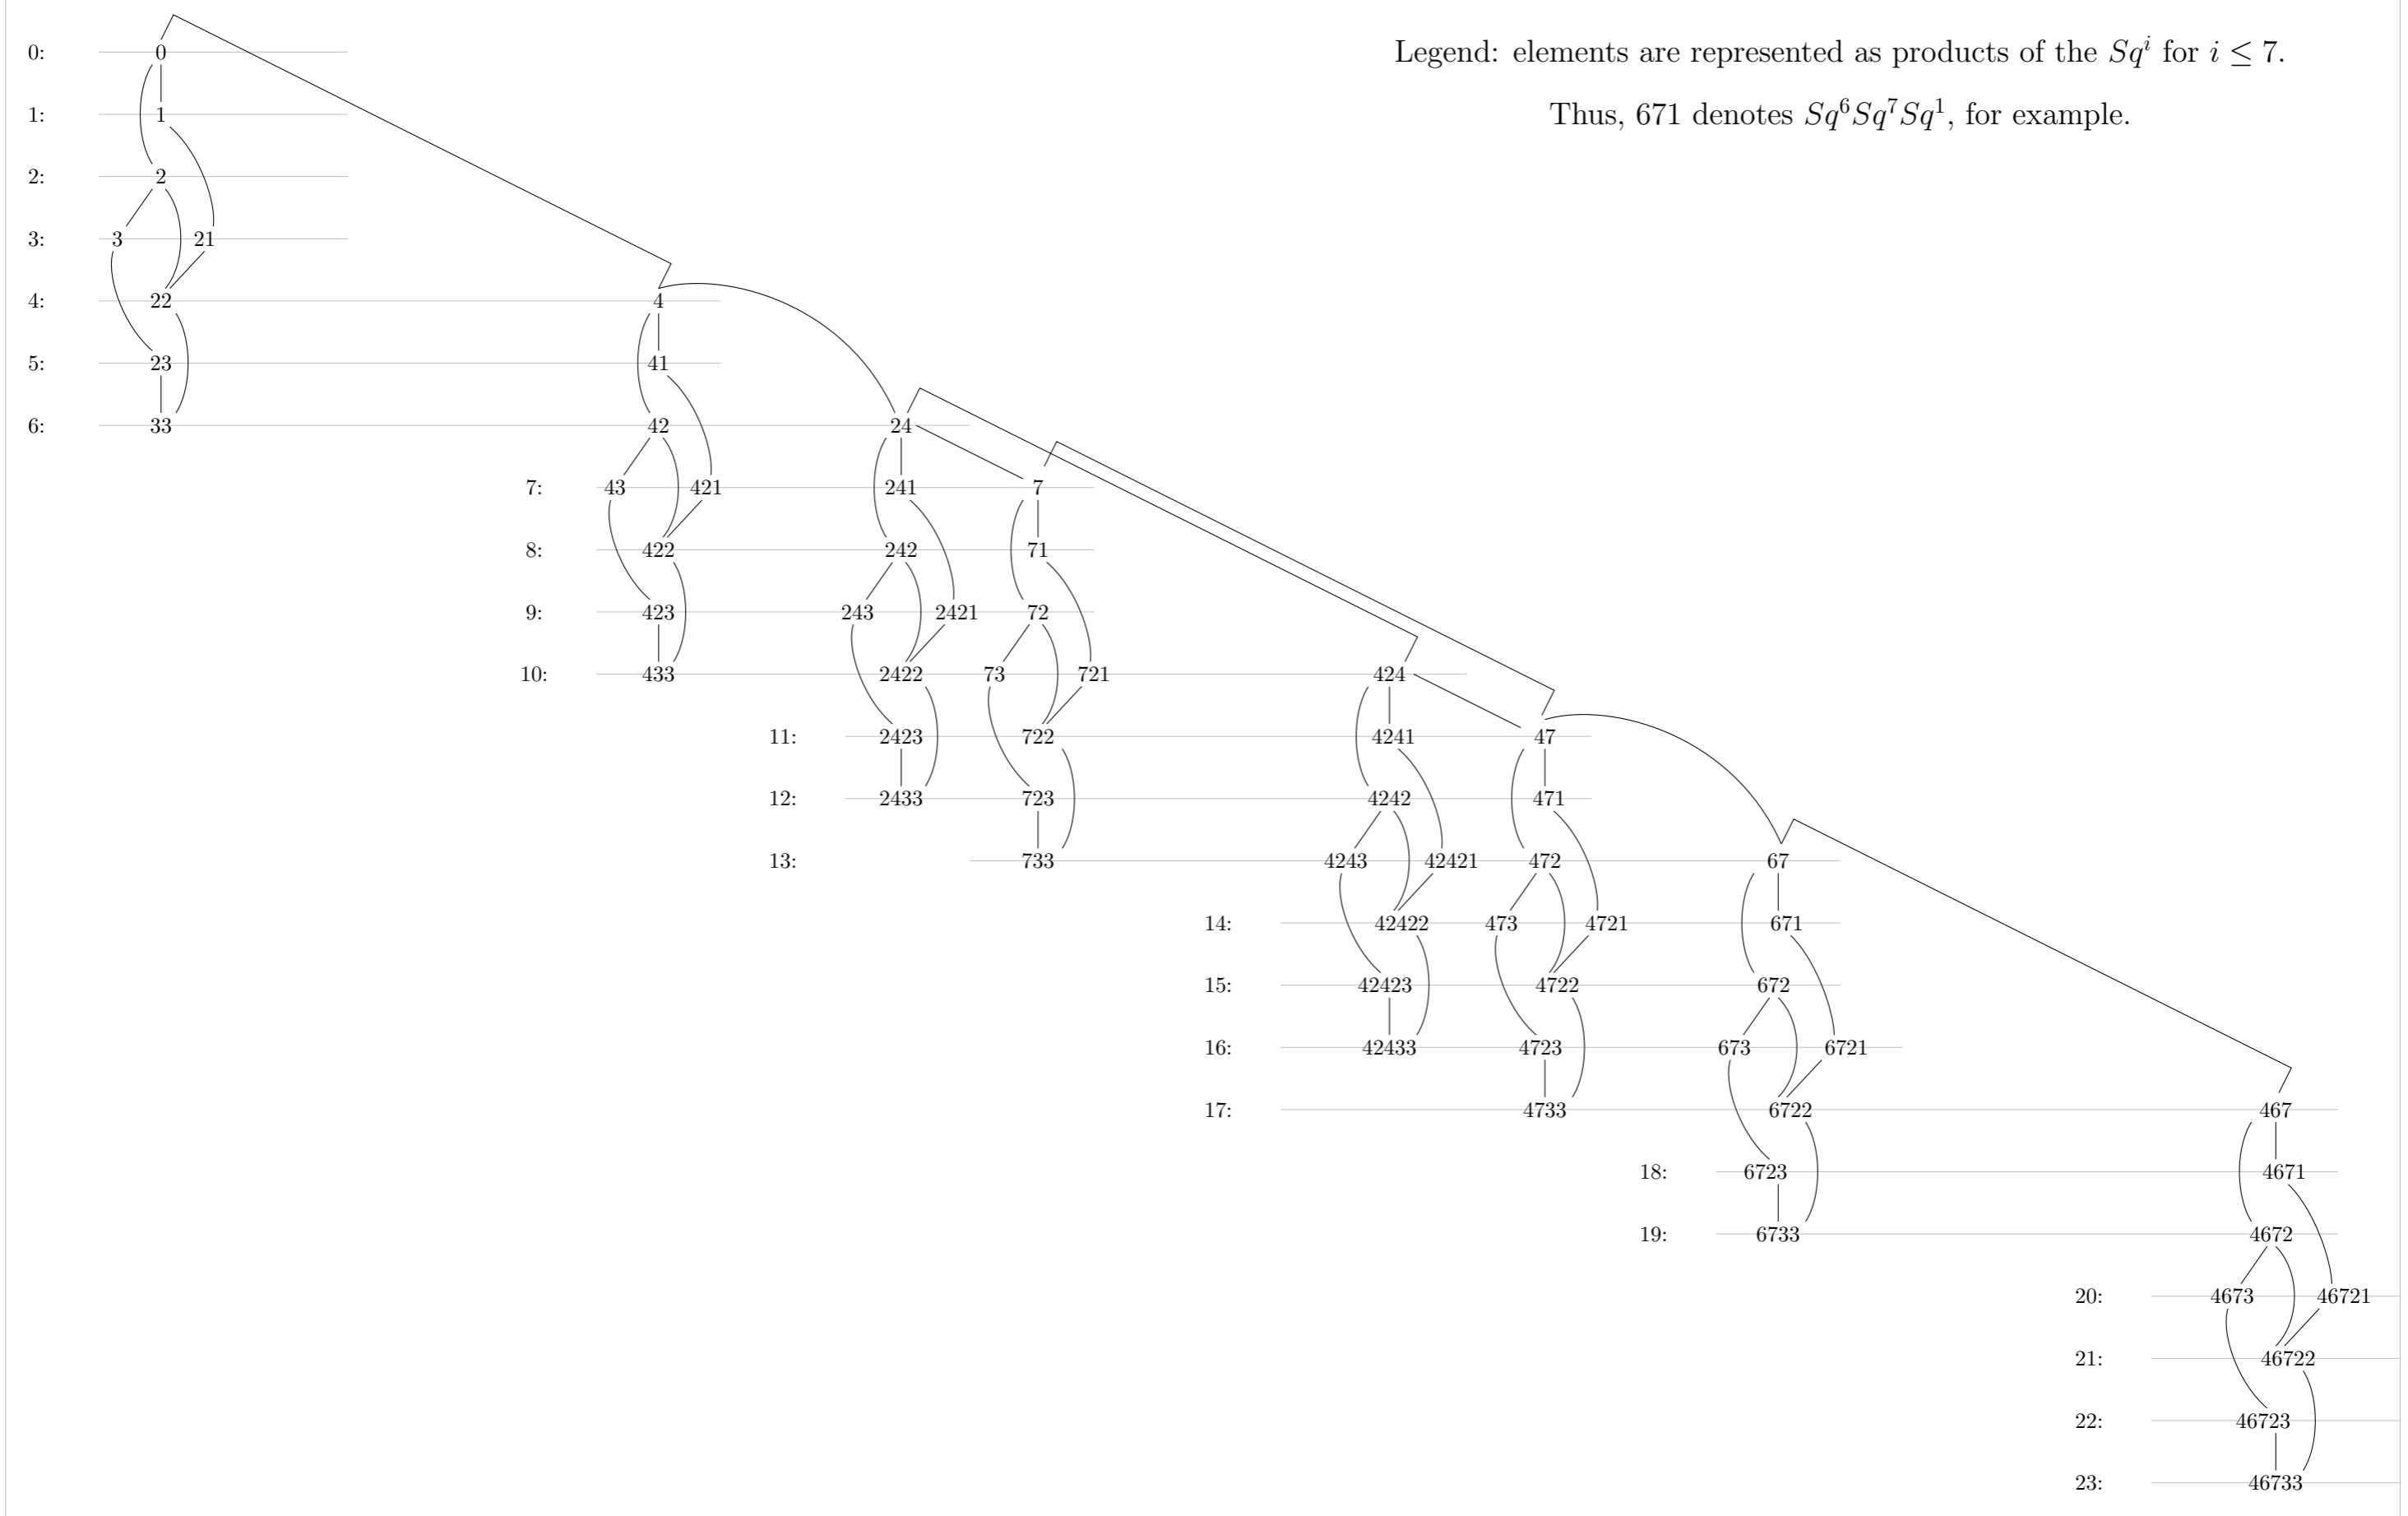 Legend: elements are represented as products of the Sq^i for i ≤ 7.
Thus, 671 denotes Sq^6Sq^7Sq^1, for example.
0: 0
1: 1
2: 2
3: 3 21
4: 22 4
5: 23 41
6: 33 42 24
7: 43 421 241 7
8: 422 242 71
9: 423 243 2421 72
10: 433 2422 73 721 424
11: 2423 722 4241 47
12: 2433 723 4242 471
13: 733 4243 42421 472 67
14: 42422 473 4721 671
15: 42423 4722 672
16: 42433 4723 673 6721
17: 4733 6722 467
18: 6723 4671
19: 6733 4672
20: 4673 46721
21: 46722
22: 46723
23: 46733